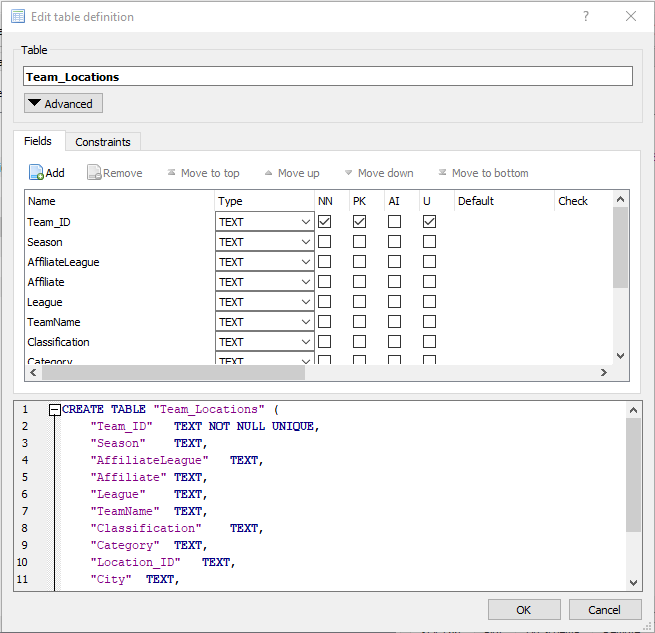 Edit table definition
Table
Team_Locations
Advanced
Fields Constraints
Add Remove Move to top Move up Move down Move to bottom
Name Type NN PK AI U Default Check
Team_ID TEXT
Season TEXT
AffiliateLeague TEXT
Affiliate TEXT
League TEXT
TeamName TEXT
Classification TEXT
Category TEXT
1 CREATE TABLE "Team_Locations" (
2 "Team_ID" TEXT NOT NULL UNIQUE,
3 "Season" TEXT,
4 "AffiliateLeague" TEXT,
5 "Affiliate" TEXT,
6 "League" TEXT,
7 "TeamName" TEXT,
8 "Classification" TEXT,
9 "Category" TEXT,
10 "Location_ID" TEXT,
11 "City" TEXT,
OK Cancel